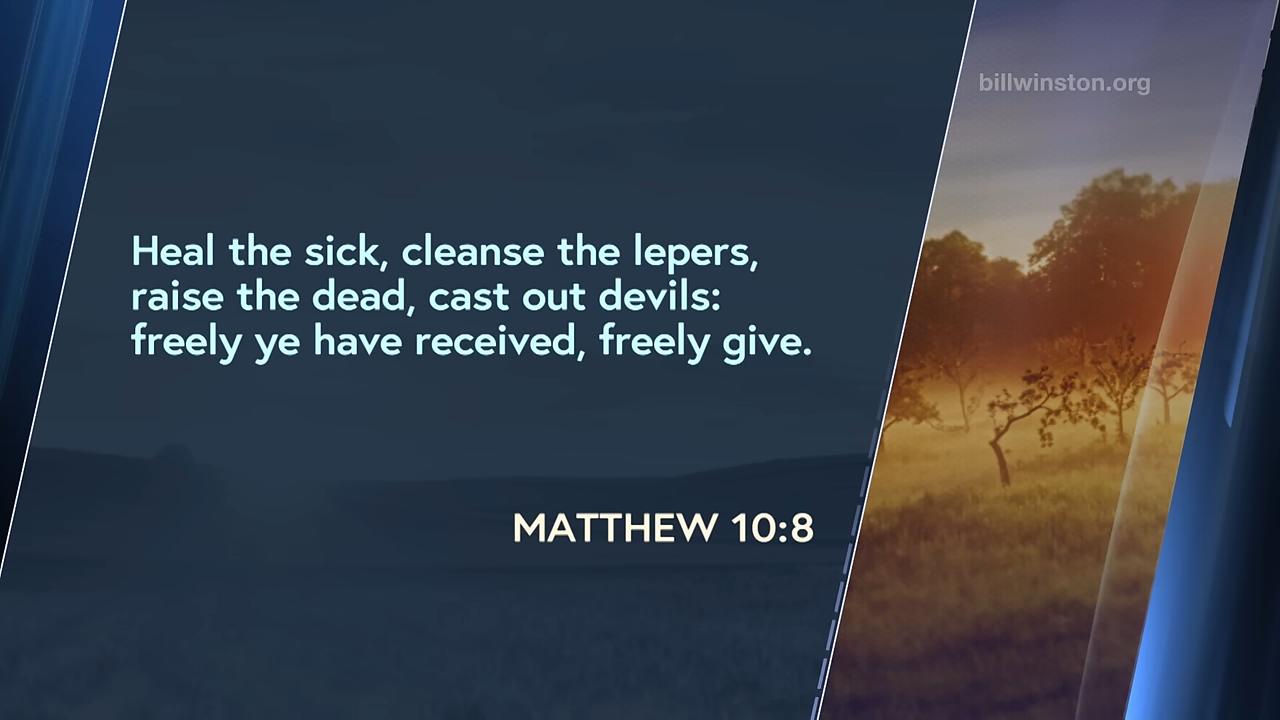 billwinston.org
Heal the sick, cleanse the lepers,
raise the dead, cast out devils:
freely ye have received, freely give.
MATTHEW 10:8